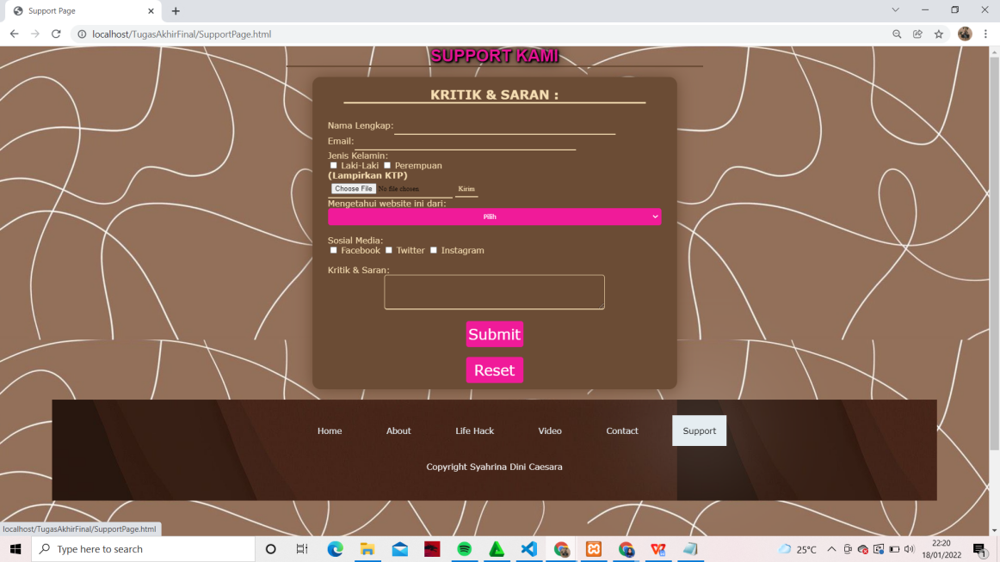 Support Page
localhost/TugasAkhirFinal/SupportPage.html
SUPPORT KAMI
KRITIK & SARAN :
Nama Lengkap:
Email:
Jenis Kelamin:
Laki-Laki Perempuan
(Lampirkan KTP)
Choose File No file chosen Kirim
Mengetahui website ini dari:
Pilih
Sosial Media:
Facebook Twitter Instagram
Kritik & Saran:
Submit
Reset
Home About Life Hack Video Contact Support
Copyright Syahrina Dini Caesara
localhost/TugasAkhirFinal/SupportPage.html
Type here to search
25°C
22:20
18/01/2022
1